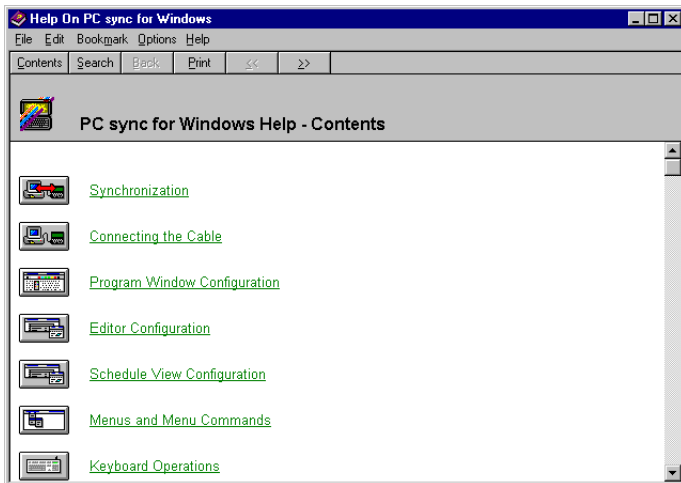 Help On PC sync for Windows
File Edit Bookmark Options Help
Contents Search Back Print << >>
PC sync for Windows Help - Contents
Synchronization
Connecting the Cable
Program Window Configuration
Editor Configuration
Schedule View Configuration
Menus and Menu Commands
Keyboard Operations